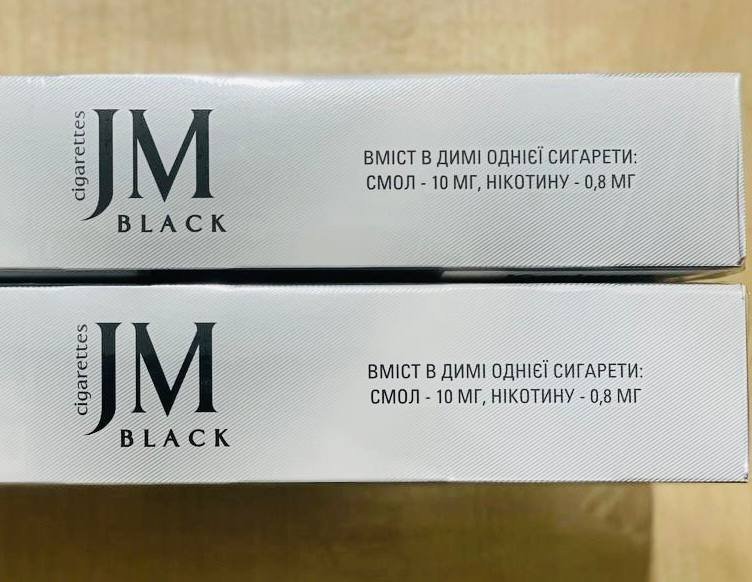 cigarettes
JM
BLACK
ВМІСТ В ДИМІ ОДНІЄЇ СИГАРЕТИ:
СМОЛ - 10 МГ, НІКОТИНУ - 0,8 МГ
cigarettes
JM
BLACK
ВМІСТ В ДИМІ ОДНІЄЇ СИГАРЕТИ:
СМОЛ - 10 МГ, НІКОТИНУ - 0,8 МГ